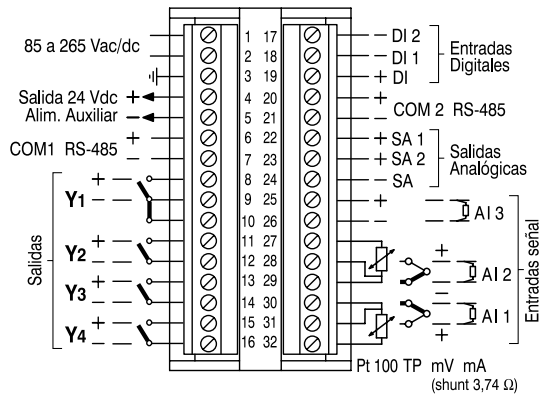 85 a 265 Vac/dc
Salida 24 Vdc +
Alim. Auxiliar −
COM1 RS-485 + −
Salidas
Y1 + −
Y2 + −
Y3 + −
Y4 + −
1 17
2 18
3 19
4 20
5 21
6 22
7 23
8 24
9 25
10 26
11 27
12 28
13 29
14 30
15 31
16 32
− DI 2
− DI 1
+ DI
Entradas
Digitales
+
−
COM 2 RS-485
+ SA 1
+ SA 2
− SA
Salidas
Analógicas
+
−
AI 3
+
−
AI 2
−
+
AI 1
Entradas señal
Pt 100 TP mV mA
(shunt 3,74 Ω)